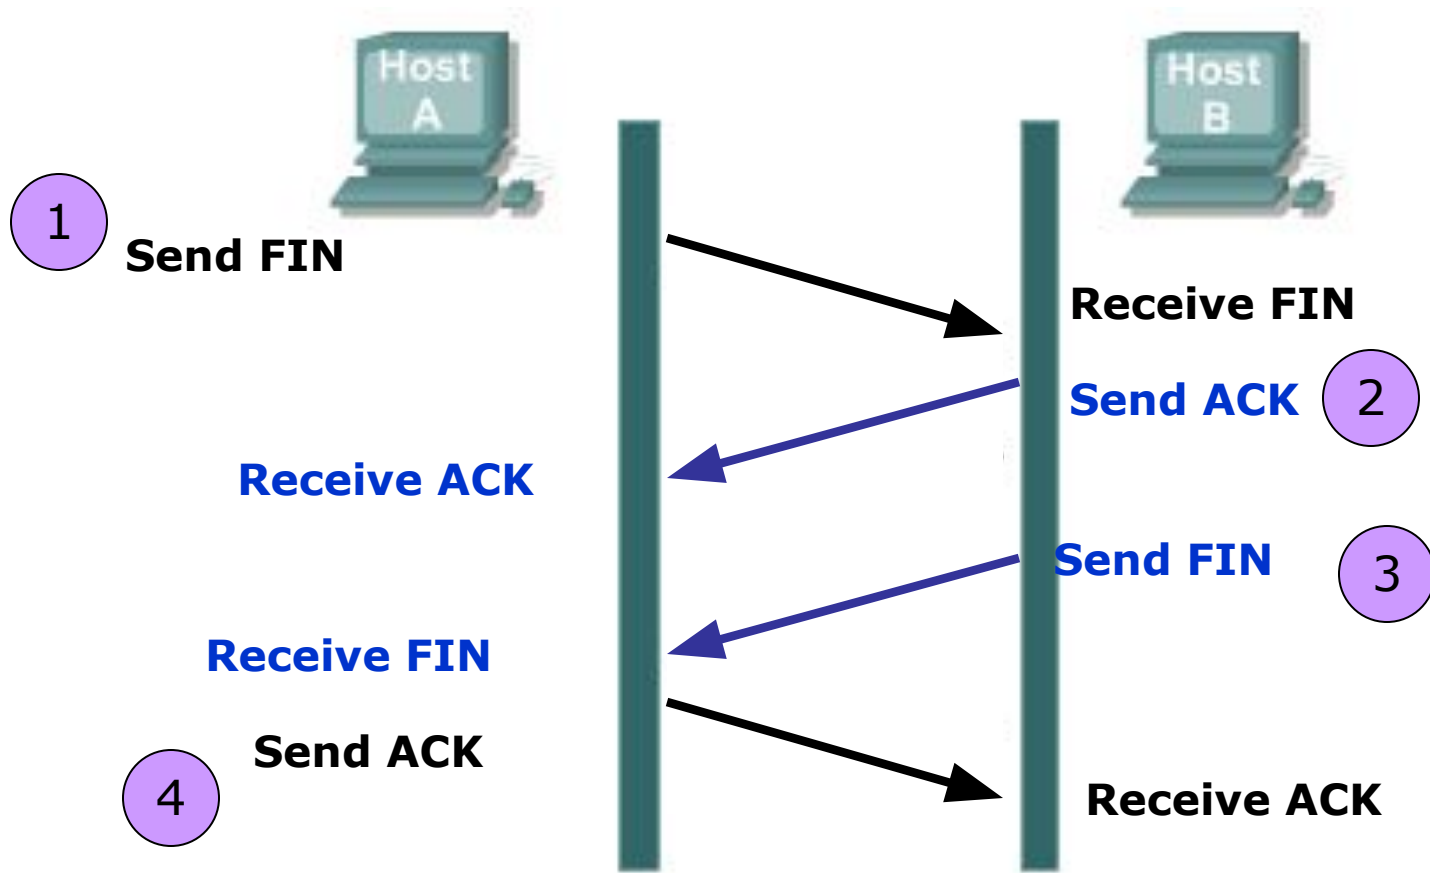 Host
A
Host
B
1
Send FIN
Receive FIN
Send ACK
2
Receive ACK
Send FIN
3
Receive FIN
Send ACK
4
Receive ACK